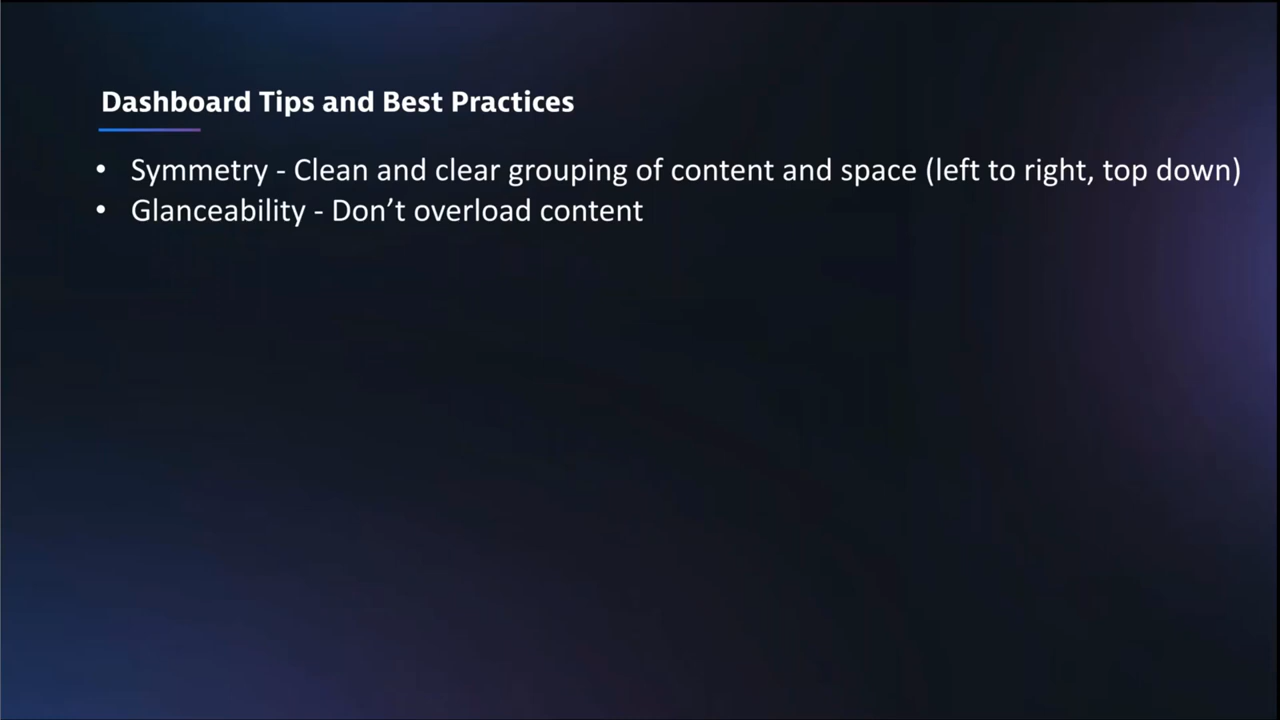 Dashboard Tips and Best Practices
• Symmetry - Clean and clear grouping of content and space (left to right, top down)
• Glanceability - Don’t overload content